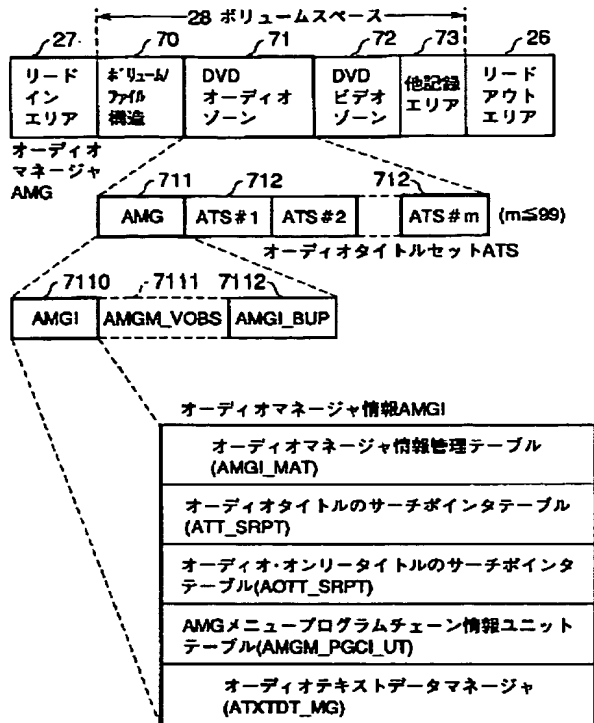 28 ボリュームスペース
27 70 71 72 73 26
リード
イン
エリア
ボリューム/
ファイル
構造
DVD
オーディオ
ゾーン
DVD
ビデオ
ゾーン
他記録
エリア
リード
アウト
エリア
オーディオ
マネージャ
AMG
711 712 712
AMG ATS#1 ATS#2 ATS#m (m≦99)
オーディオタイトルセットATS
7110 7111 7112
AMGI AMGM_VOBS AMGI_BUP
オーディオマネージャ情報AMGI
オーディオマネージャ情報管理テーブル
(AMGI_MAT)
オーディオタイトルのサーチポインタテーブル
(ATT_SRPT)
オーディオ・オンリータイトルのサーチポインタ
テーブル(AOTT_SRPT)
AMGメニュープログラムチェーン情報ユニット
テーブル(AMGM_PGCI_UT)
オーディオテキストデータマネージャ
(ATXTDT_MG)